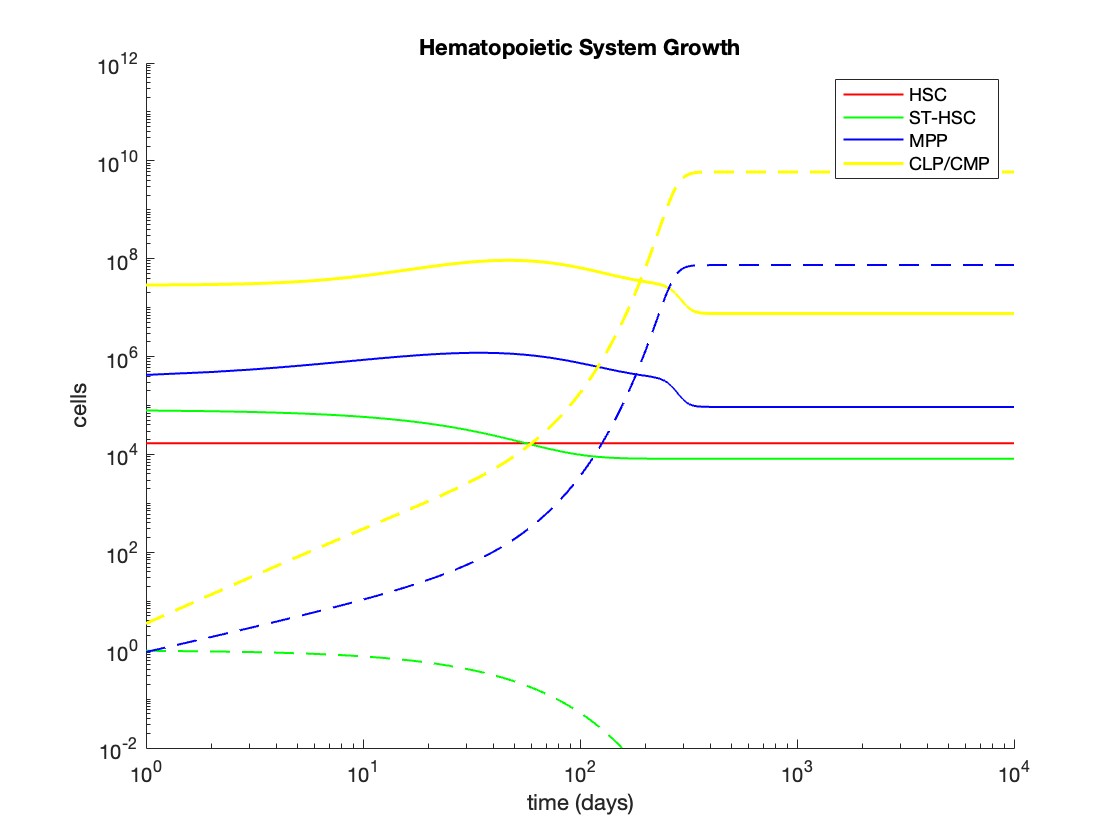 Hematopoietic System Growth
10^12
10^10
10^8
10^6
10^4
10^2
10^0
10^-2
cells
HSC
ST-HSC
MPP
CLP/CMP
10^0 10^1 10^2 10^3 10^4
time (days)